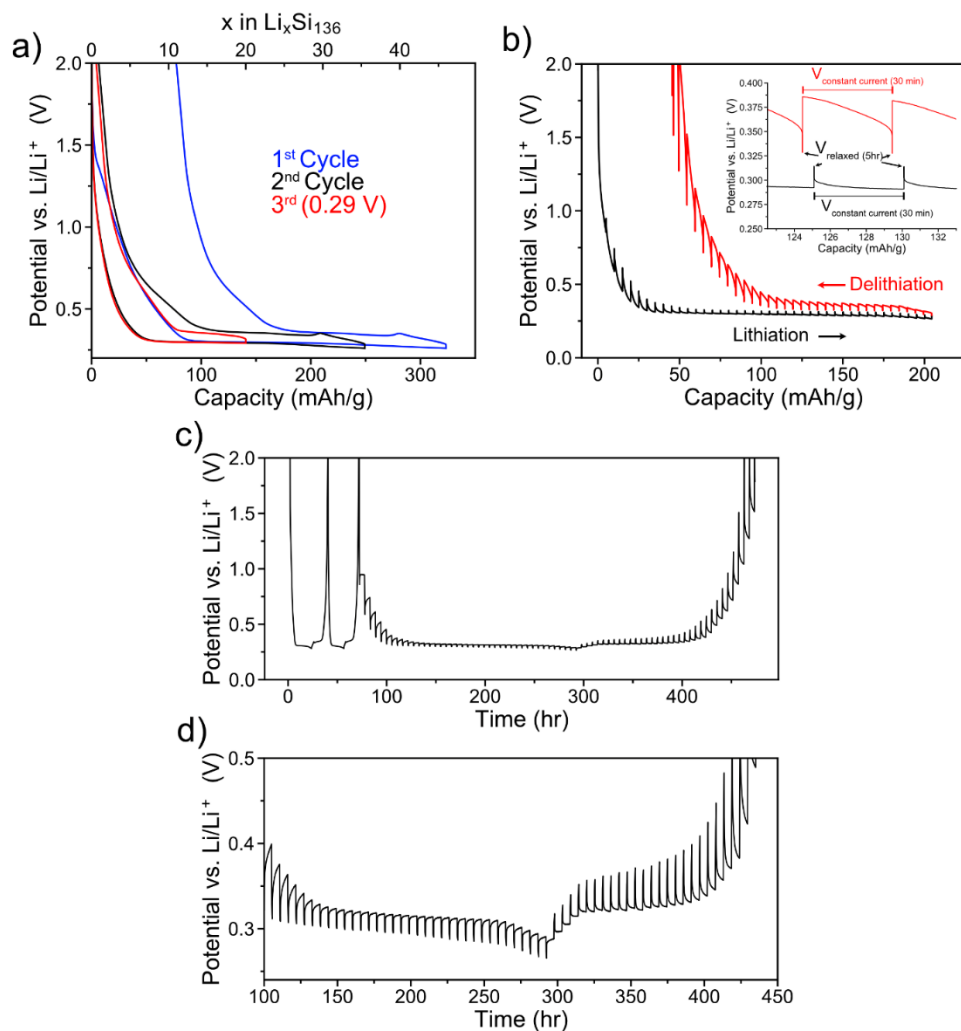 a)
x in LixSi136
0 10 20 30 40
2.0
1.5
1.0
0.5
Potential vs. Li/Li+ (V)
1st Cycle
2nd Cycle
3rd (0.29 V)
0 100 200 300
Capacity (mAh/g)
b)
2.0
1.5
1.0
0.5
0.0
Potential vs. Li/Li+ (V)
Delithiation
Lithiation
0 50 100 150 200
Capacity (mAh/g)
0.400
0.350
0.300
0.250
Potential vs. Li/Li+ (V)
Vconstant current (30 min)
Vrelaxed (5hr)
Vconstant current (30 min)
124 126 128 130 132
Capacity (mAh/g)
c)
2.0
1.5
1.0
0.5
0.0
Potential vs. Li/Li+ (V)
0 100 200 300 400
Time (hr)
d)
0.5
0.4
0.3
Potential vs. Li/Li+ (V)
100 150 200 250 300 350 400 450
Time (hr)